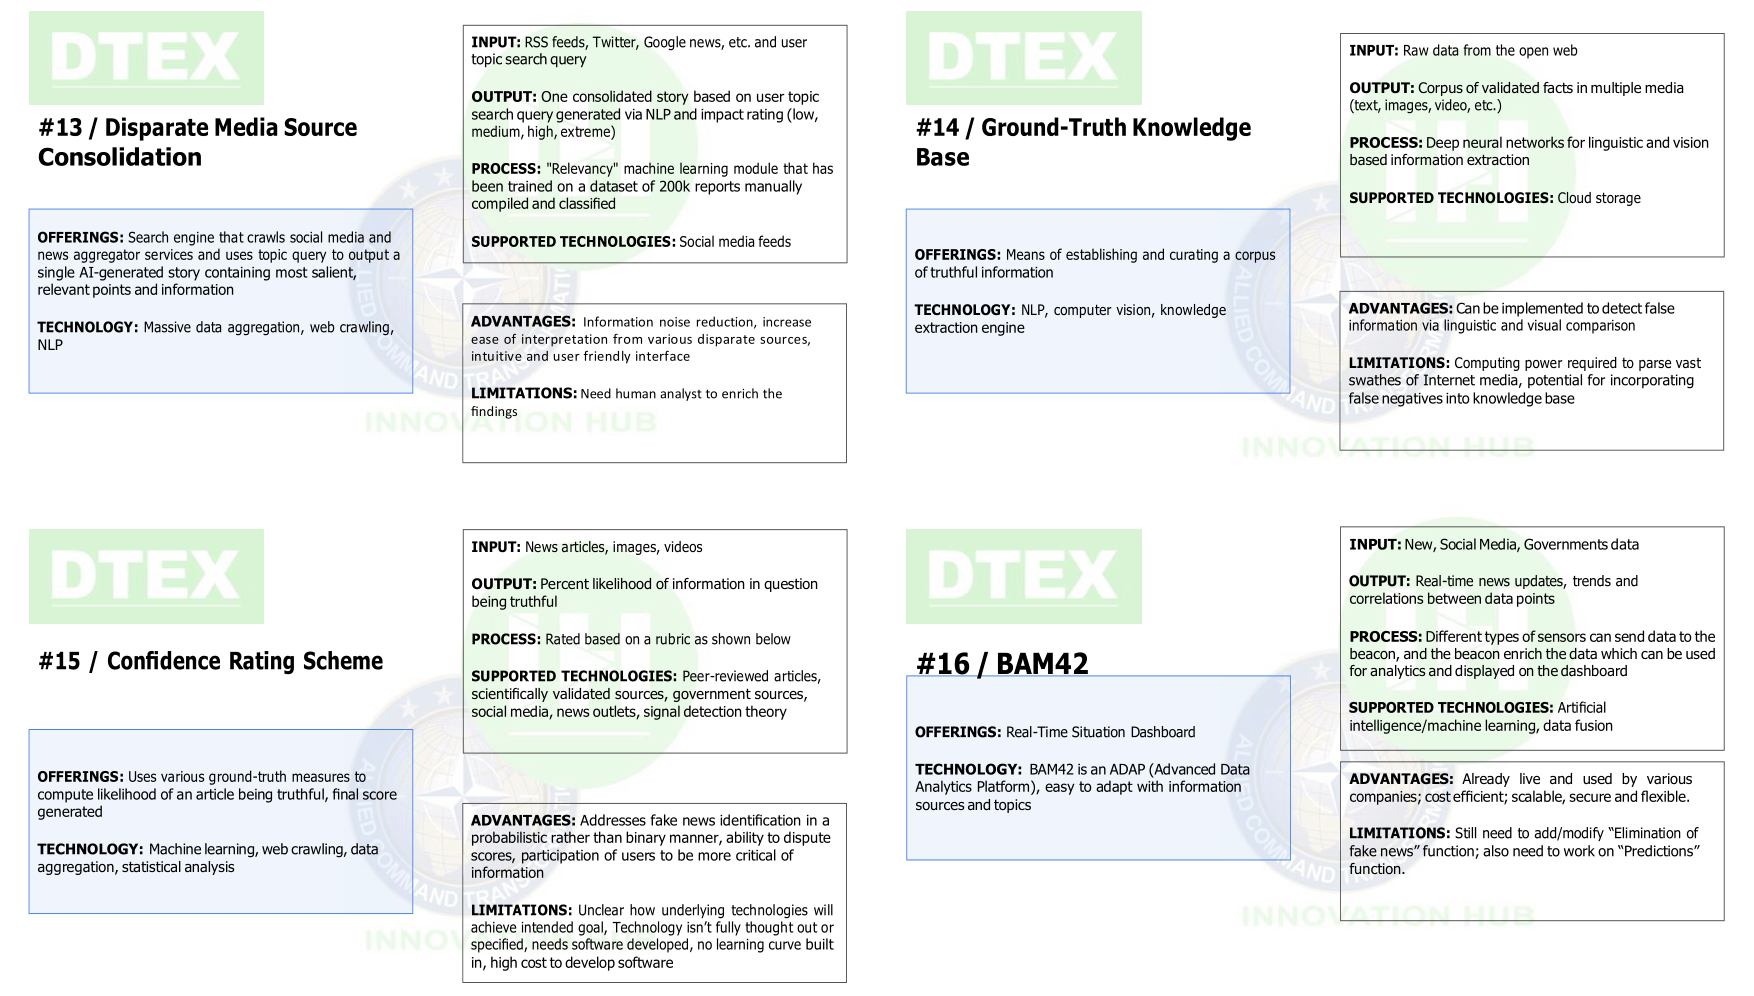 DTEX
#13 / Disparate Media Source
Consolidation
OFFERINGS: Search engine that crawls social media and
news aggregator services and uses topic query to output a
single AI-generated story containing most salient,
relevant points and information
TECHNOLOGY: Massive data aggregation, web crawling,
NLP
INPUT: RSS feeds, Twitter, Google news, etc. and user
topic search query
OUTPUT: One consolidated story based on user topic
search query generated via NLP and impact rating (low,
medium, high, extreme)
PROCESS: "Relevancy" machine learning module that has
been trained on a dataset of 200k reports manually
compiled and classified
SUPPORTED TECHNOLOGIES: Social media feeds
ADVANTAGES: Information noise reduction, increase
ease of interpretation from various disparate sources,
intuitive and user friendly interface
LIMITATIONS: Need human analyst to enrich the
findings
INNOVATION HUB
DTEX
#14 / Ground-Truth Knowledge
Base
OFFERINGS: Means of establishing and curating a corpus
of truthful information
TECHNOLOGY: NLP, computer vision, knowledge
extraction engine
INPUT: Raw data from the open web
OUTPUT: Corpus of validated facts in multiple media
(text, images, video, etc.)
PROCESS: Deep neural networks for linguistic and vision
based information extraction
SUPPORTED TECHNOLOGIES: Cloud storage
ADVANTAGES: Can be implemented to detect false
information via linguistic and visual comparison
LIMITATIONS: Computing power required to parse vast
swathes of Internet media, potential for incorporating
false negatives into knowledge base
INNOVATION HUB
DTEX
#15 / Confidence Rating Scheme
OFFERINGS: Uses various ground-truth measures to
compute likelihood of an article being truthful, final score
generated
TECHNOLOGY: Machine learning, web crawling, data
aggregation, statistical analysis
INPUT: News articles, images, videos
OUTPUT: Percent likelihood of information in question
being truthful
PROCESS: Rated based on a rubric as shown below
SUPPORTED TECHNOLOGIES: Peer-reviewed articles,
scientifically validated sources, government sources,
social media, news outlets, signal detection theory
ADVANTAGES: Addresses fake news identification in a
probabilistic rather than binary manner, ability to dispute
scores, participation of users to be more critical of
information
LIMITATIONS: Unclear how underlying technologies will
achieve intended goal, Technology isn’t fully thought out or
specified, needs software developed, no learning curve built
in, high cost to develop software
DTEX
#16 / BAM42
OFFERINGS: Real-Time Situation Dashboard
TECHNOLOGY: BAM42 is an ADAP (Advanced Data
Analytics Platform), easy to adapt with information
sources and topics
INPUT: New, Social Media, Governments data
OUTPUT: Real-time news updates, trends and
correlations between data points
PROCESS: Different types of sensors can send data to the
beacon, and the beacon enrich the data which can be used
for analytics and displayed on the dashboard
SUPPORTED TECHNOLOGIES: Artificial
intelligence/machine learning, data fusion
ADVANTAGES: Already live and used by various
companies; cost efficient; scalable, secure and flexible.
LIMITATIONS: Still need to add/modify “Elimination of
fake news” function; also need to work on “Predictions”
function.
INNOVATION HUB